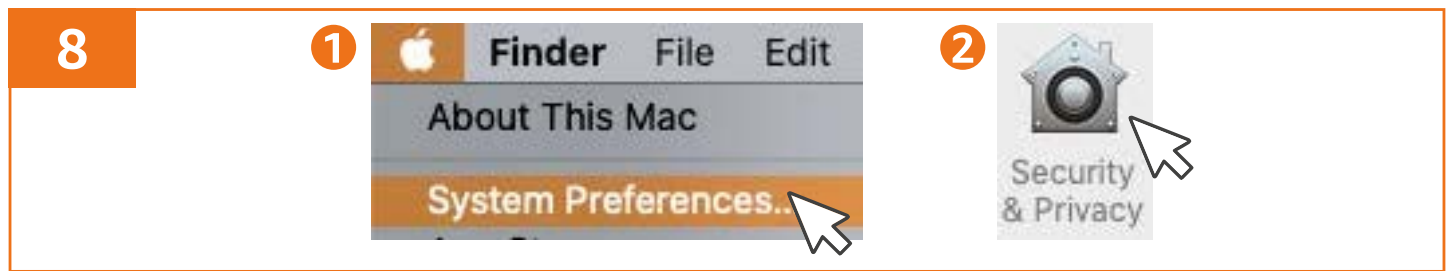 8
1
Finder File Edit
About This Mac
System Preferences..
2
Security
& Privacy